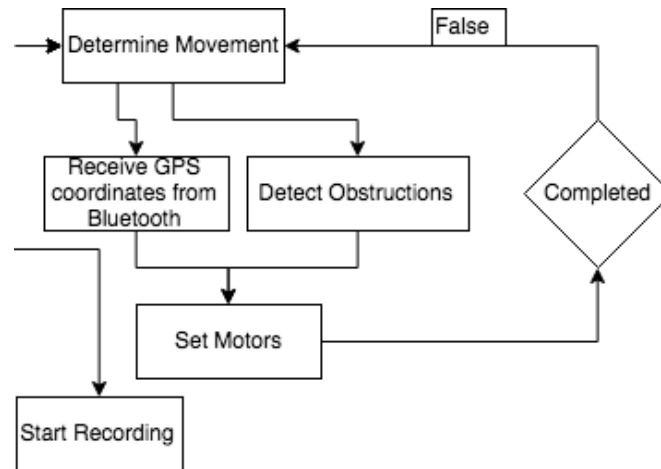 False
Determine Movement
Receive GPS
coordinates from
Bluetooth
Detect Obstructions
Completed
Set Motors
Start Recording